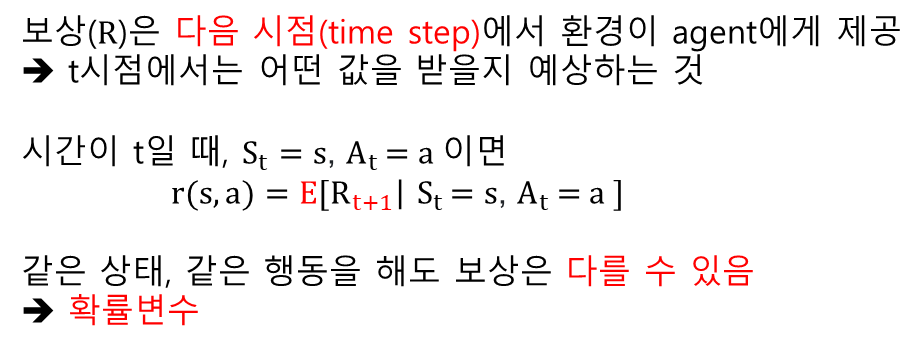 보상(R)은 다음 시점(time step)에서 환경이 agent에게 제공
➔ t시점에서는 어떤 값을 받을지 예상하는 것
시간이 t일 때, Sₜ = s, Aₜ = a 이면
r(s, a) = E[Rₜ₊₁| Sₜ = s, Aₜ = a ]
같은 상태, 같은 행동을 해도 보상은 다를 수 있음
➔ 확률변수